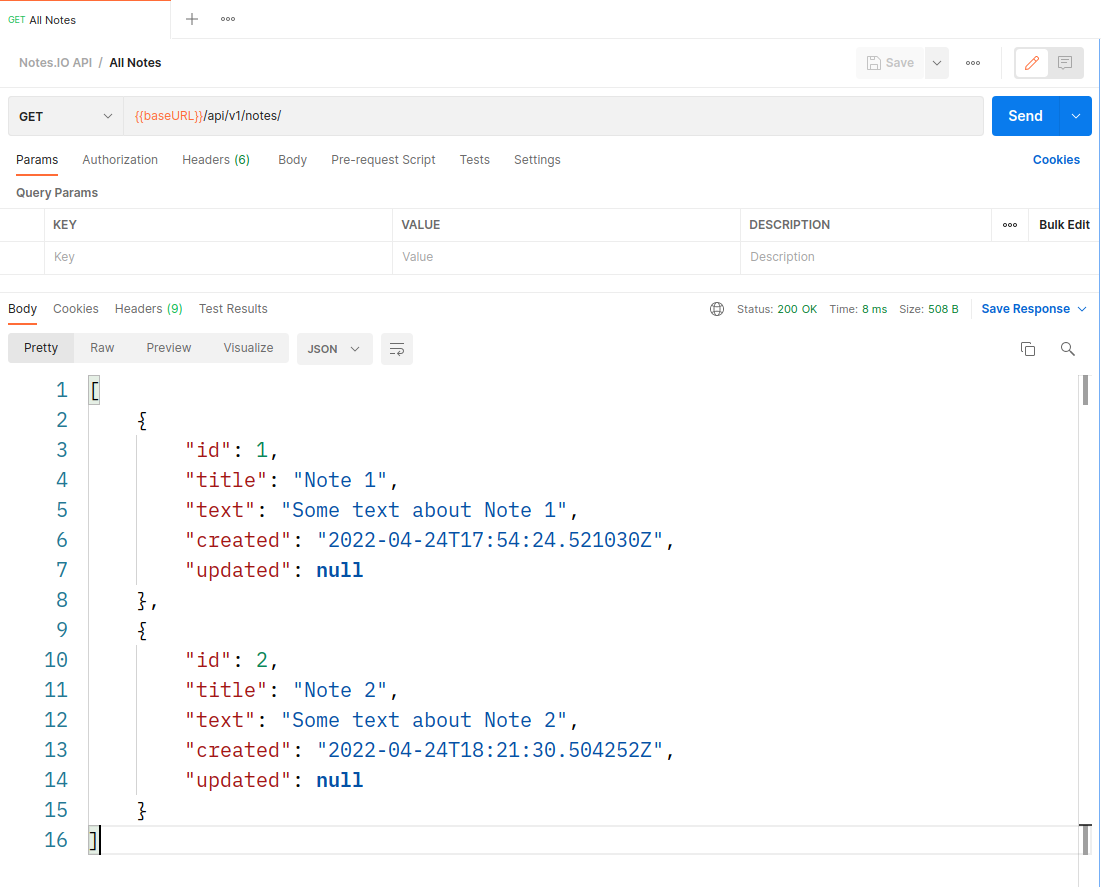 GET All Notes
Notes.IO API / All Notes
Save
GET
{{baseURL}}/api/v1/notes/
Send
Params Authorization Headers (6) Body Pre-request Script Tests Settings Cookies
Query Params
KEY VALUE DESCRIPTION Bulk Edit
Key Value Description
Body Cookies Headers (9) Test Results Status: 200 OK Time: 8 ms Size: 508 B Save Response
Pretty Raw Preview Visualize JSON
1 [
2 {
3 "id": 1,
4 "title": "Note 1",
5 "text": "Some text about Note 1",
6 "created": "2022-04-24T17:54:24.521030Z",
7 "updated": null
8 },
9 {
10 "id": 2,
11 "title": "Note 2",
12 "text": "Some text about Note 2",
13 "created": "2022-04-24T18:21:30.504252Z",
14 "updated": null
15 }
16 ]